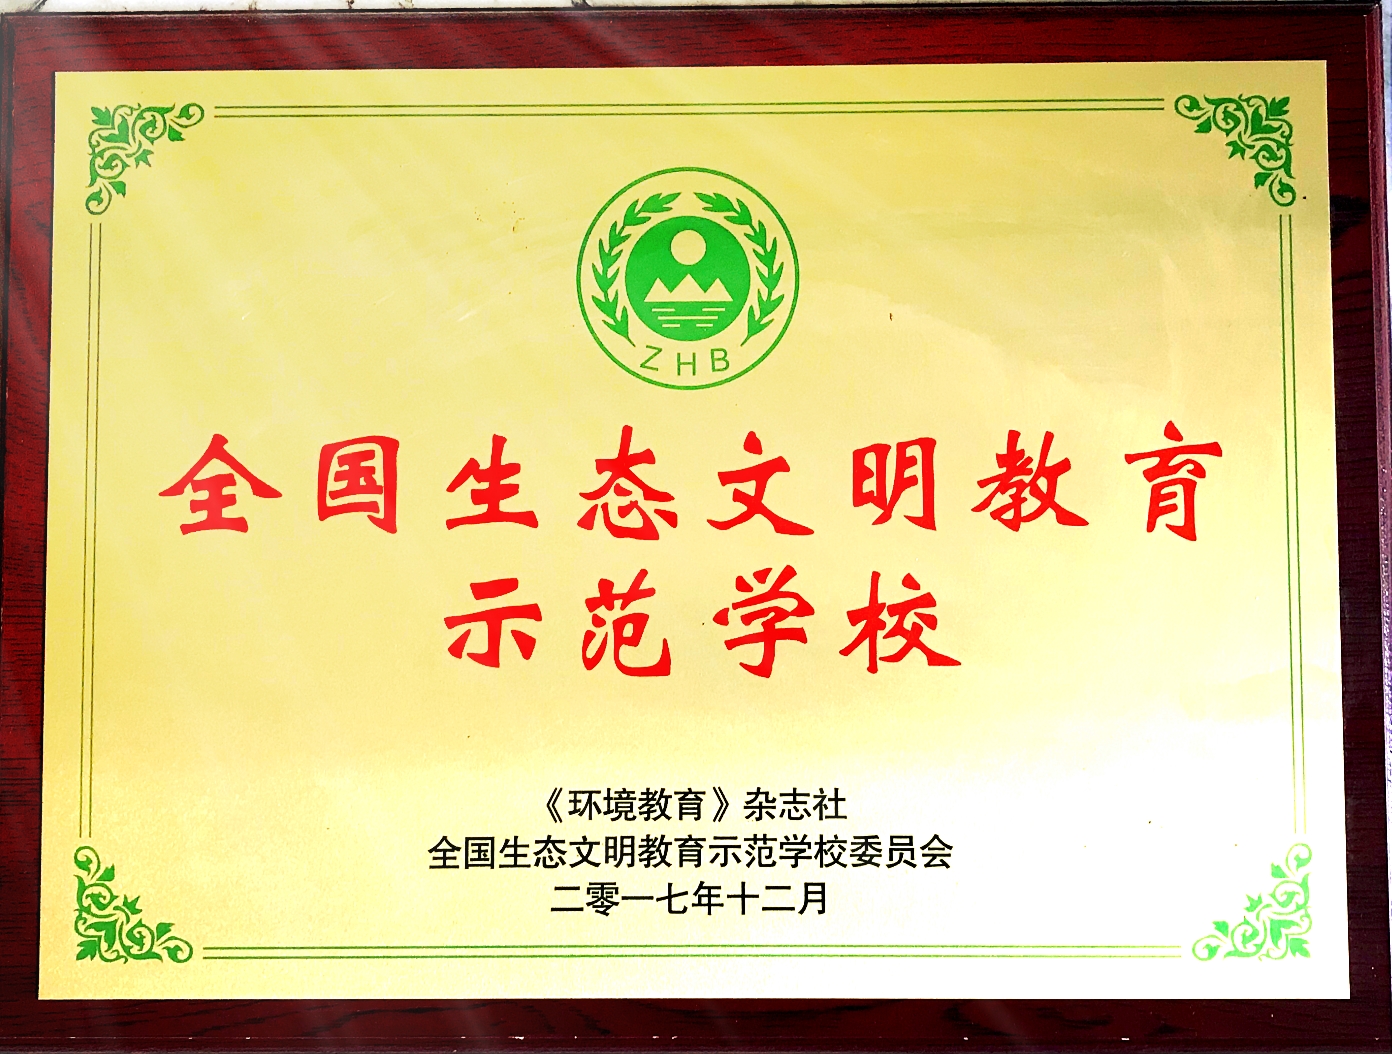 ZHB
全国生态文明教育
示范学校
《环境教育》杂志社
全国生态文明教育示范学校委员会
二零一七年十二月